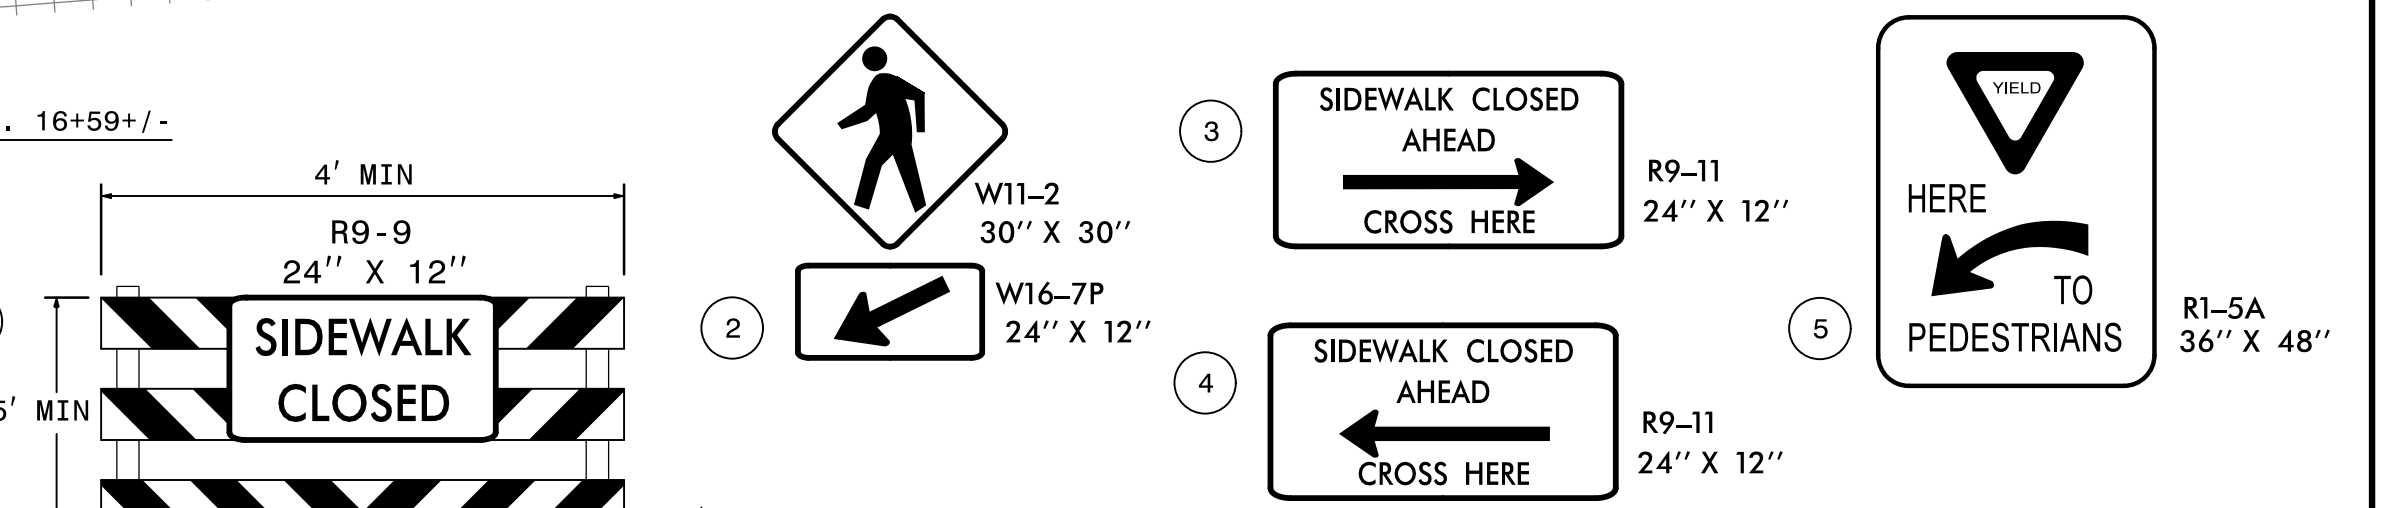 . 16+59+/-
4' MIN
R9-9
24'' X 12''
SIDEWALK
CLOSED
5' MIN
2
W11-2
30'' X 30''
W16-7P
24'' X 12''
3
SIDEWALK CLOSED
AHEAD
CROSS HERE
R9-11
24'' X 12''
4
SIDEWALK CLOSED
AHEAD
CROSS HERE
R9-11
24'' X 12''
5
YIELD
HERE
TO
PEDESTRIANS
R1-5A
36'' X 48''